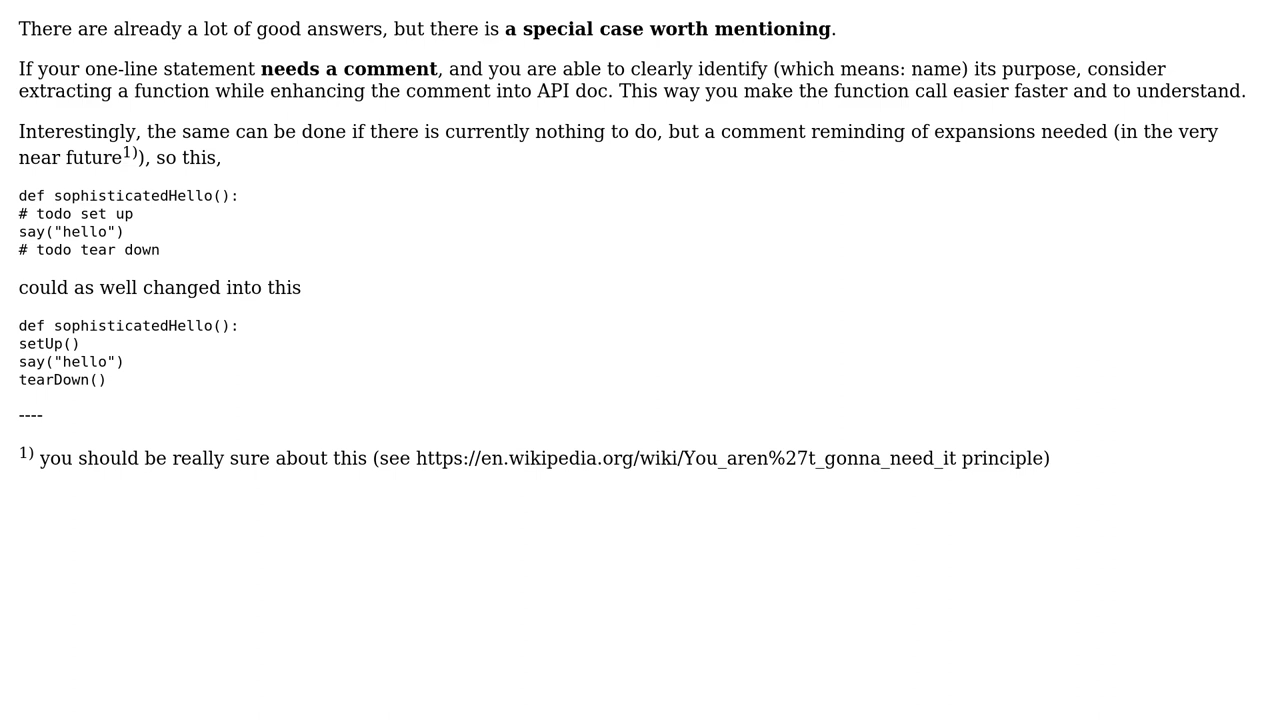 There are already a lot of good answers, but there is a special case worth mentioning.
If your one-line statement needs a comment, and you are able to clearly identify (which means: name) its purpose, consider
extracting a function while enhancing the comment into API doc. This way you make the function call easier faster and to understand.
Interestingly, the same can be done if there is currently nothing to do, but a comment reminding of expansions needed (in the very
near future1)), so this,
def sophisticatedHello():
# todo set up
say("hello")
# todo tear down
could as well changed into this
def sophisticatedHello():
setUp()
say("hello")
tearDown()
----
1) you should be really sure about this (see https://en.wikipedia.org/wiki/You_aren%27t_gonna_need_it principle)